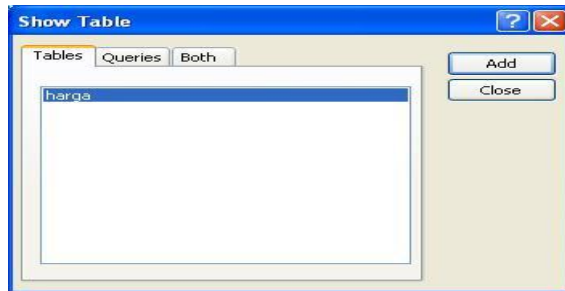 Show Table
Tables Queries Both
Add
Close
harga